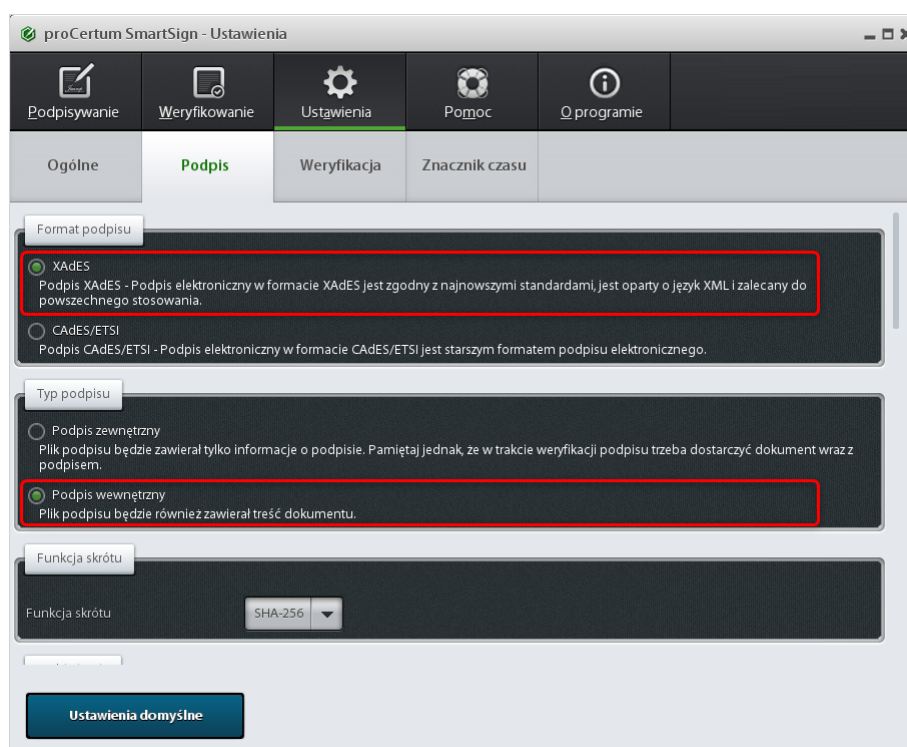 proCertum SmartSign - Ustawienia
Podpisywanie
Weryfikowanie
Ustawienia
Pomoc
O programie
Ogólne
Podpis
Weryfikacja
Znacznik czasu
Format podpisu
XAdES
Podpis XAdES - Podpis elektroniczny w formacie XAdES jest zgodny z najnowszymi standardami, jest oparty o język XML i zalecany do
powszechnego stosowania.
CAdES/ETSI
Podpis CAdES/ETSI - Podpis elektroniczny w formacie CAdES/ETSI jest starszym formatem podpisu elektronicznego.
Typ podpisu
Podpis zewnętrzny
Plik podpisu będzie zawierał tylko informacje o podpisie. Pamiętaj jednak, że w trakcie weryfikacji podpisu trzeba dostarczyć dokument wraz z
podpisem.
Podpis wewnętrzny
Plik podpisu będzie również zawierał treść dokumentu.
Funkcja skrótu
Funkcja skrótu
SHA-256
Ustawienia domyślne